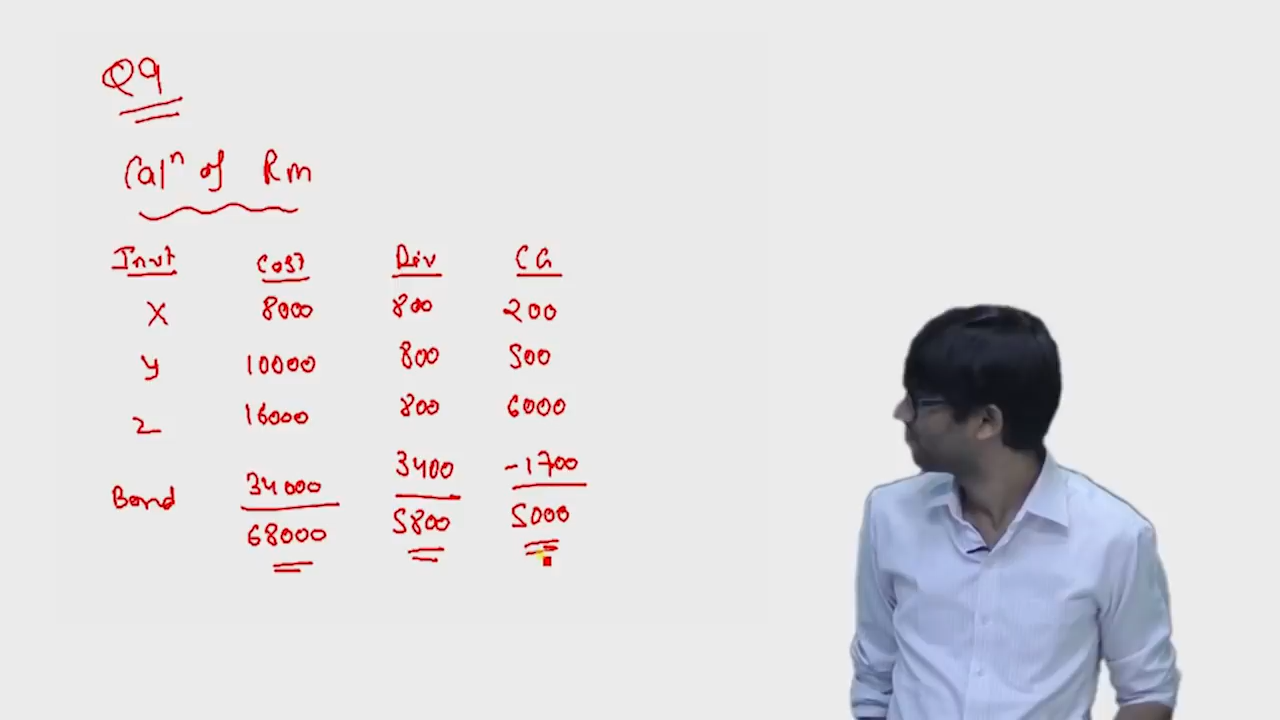 Q9
Calⁿ of Rm
Invt Cost Div CG
X 8000 800 200
Y 10000 800 500
Z 16000 800 6000
Bond 34000 3400 -1700
68000 5800 5000